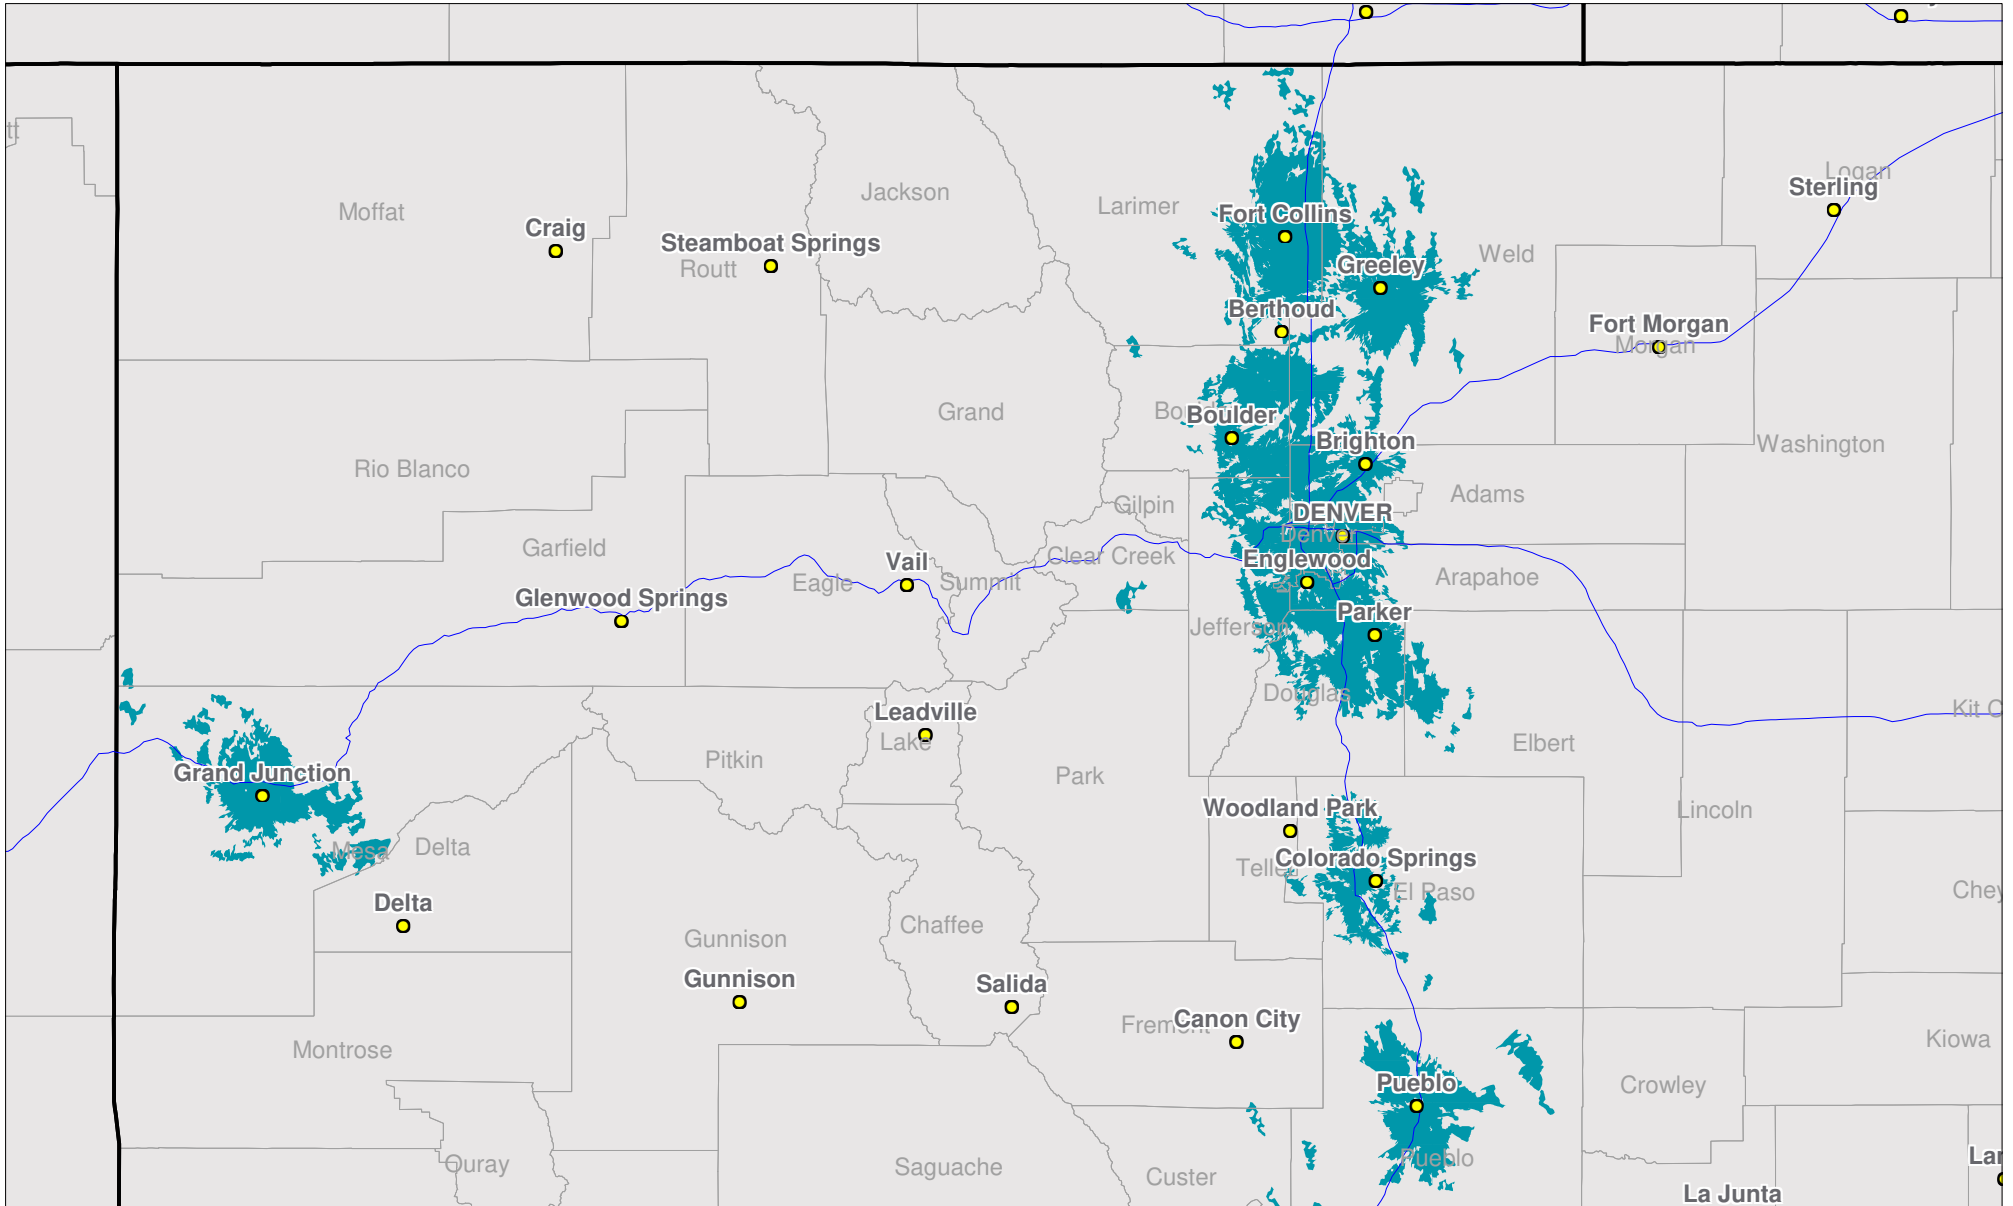 Logan
Sterling
Jackson
Larimer
Moffat
Fort Collins
Craig
Steamboat Springs
Routt
Weld
Greeley
Berthoud
Fort Morgan
Morgan
Grand
Boulder
Brighton
Washington
Rio Blanco
Adams
Gilpin
DENVER
Denver
Garfield
Clear Creek
Englewood
Vail
Eagle
Summit
Arapahoe
Glenwood Springs
Parker
Jefferson
Douglas
Kit C
Leadville
Lake
Elbert
Pitkin
Grand Junction
Park
Woodland Park
Lincoln
Delta
Mesa
Colorado Springs
Teller
El Paso
Chey
Delta
Chaffee
Gunnison
Gunnison
Salida
Canon City
Fremont
Kiowa
Montrose
Pueblo
Crowley
Pueblo
Lar
Ouray
Saguache
Custer
La Junta